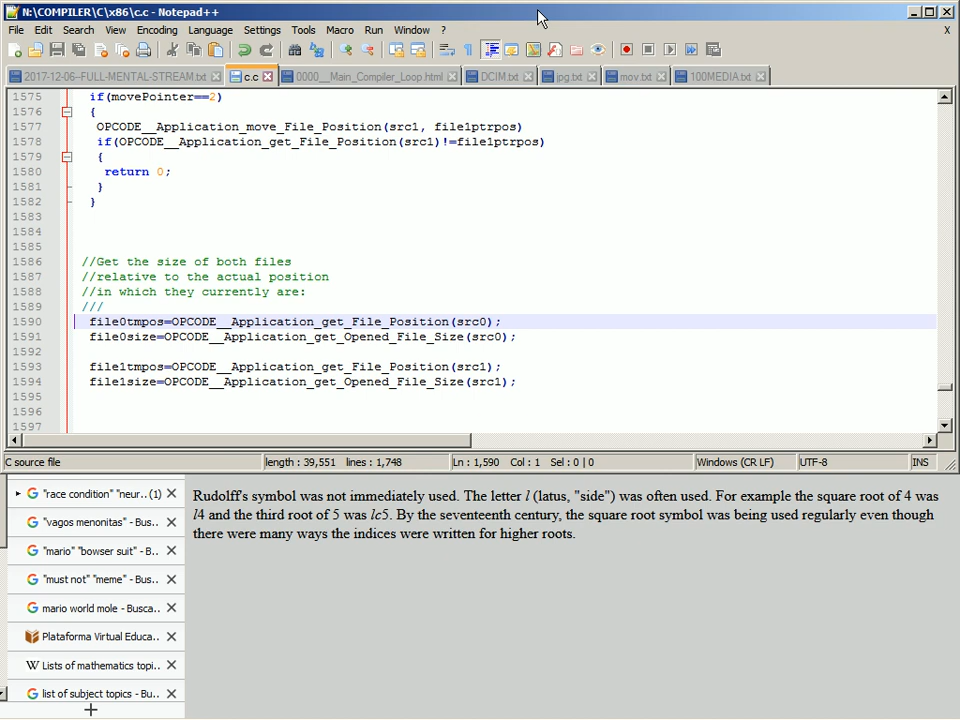 N:\COMPILER\C\x86\c.c - Notepad++
File Edit Search View Encoding Language Settings Tools Macro Run Window ? X
2017-12-06--FULL-MENTAL-STREAM.txt c.c 0000__Main_Compiler_Loop.html DCIM.txt jpg.txt mov.txt 100MEDIA.txt
1575 if(movePointer==2)
1576 {
1577 OPCODE__Application_move_File_Position(src1, file1ptrpos)
1578 if(OPCODE__Application_get_File_Position(src1)!=file1ptrpos)
1579 {
1580 return 0;
1581 }
1582 }
1583
1584
1585
1586 //Get the size of both files
1587 //relative to the actual position
1588 //in which they currently are:
1589 ///
1590 file0tmpos=OPCODE__Application_get_File_Position(src0);
1591 file0size=OPCODE__Application_get_Opened_File_Size(src0);
1592
1593 file1tmpos=OPCODE__Application_get_File_Position(src1);
1594 file1size=OPCODE__Application_get_Opened_File_Size(src1);
1595
1596
1597
C source file length : 39,551 lines : 1,748 Ln : 1,590 Col : 1 Sel : 0 | 0 Windows (CR LF) UTF-8 INS
"race condition" "neur.. (1)
"vagos menonitas" - Bus..
"mario" "bowser suit" - B..
"must not" "meme" - Bus..
mario world mole - Busca..
Plataforma Virtual Educa..
W Lists of mathematics topi..
list of subject topics - Bu..
Rudolff's symbol was not immediately used. The letter l (latus, "side") was often used. For example the square root of 4 was
l4 and the third root of 5 was lc5. By the seventeenth century, the square root symbol was being used regularly even though
there were many ways the indices were written for higher roots.